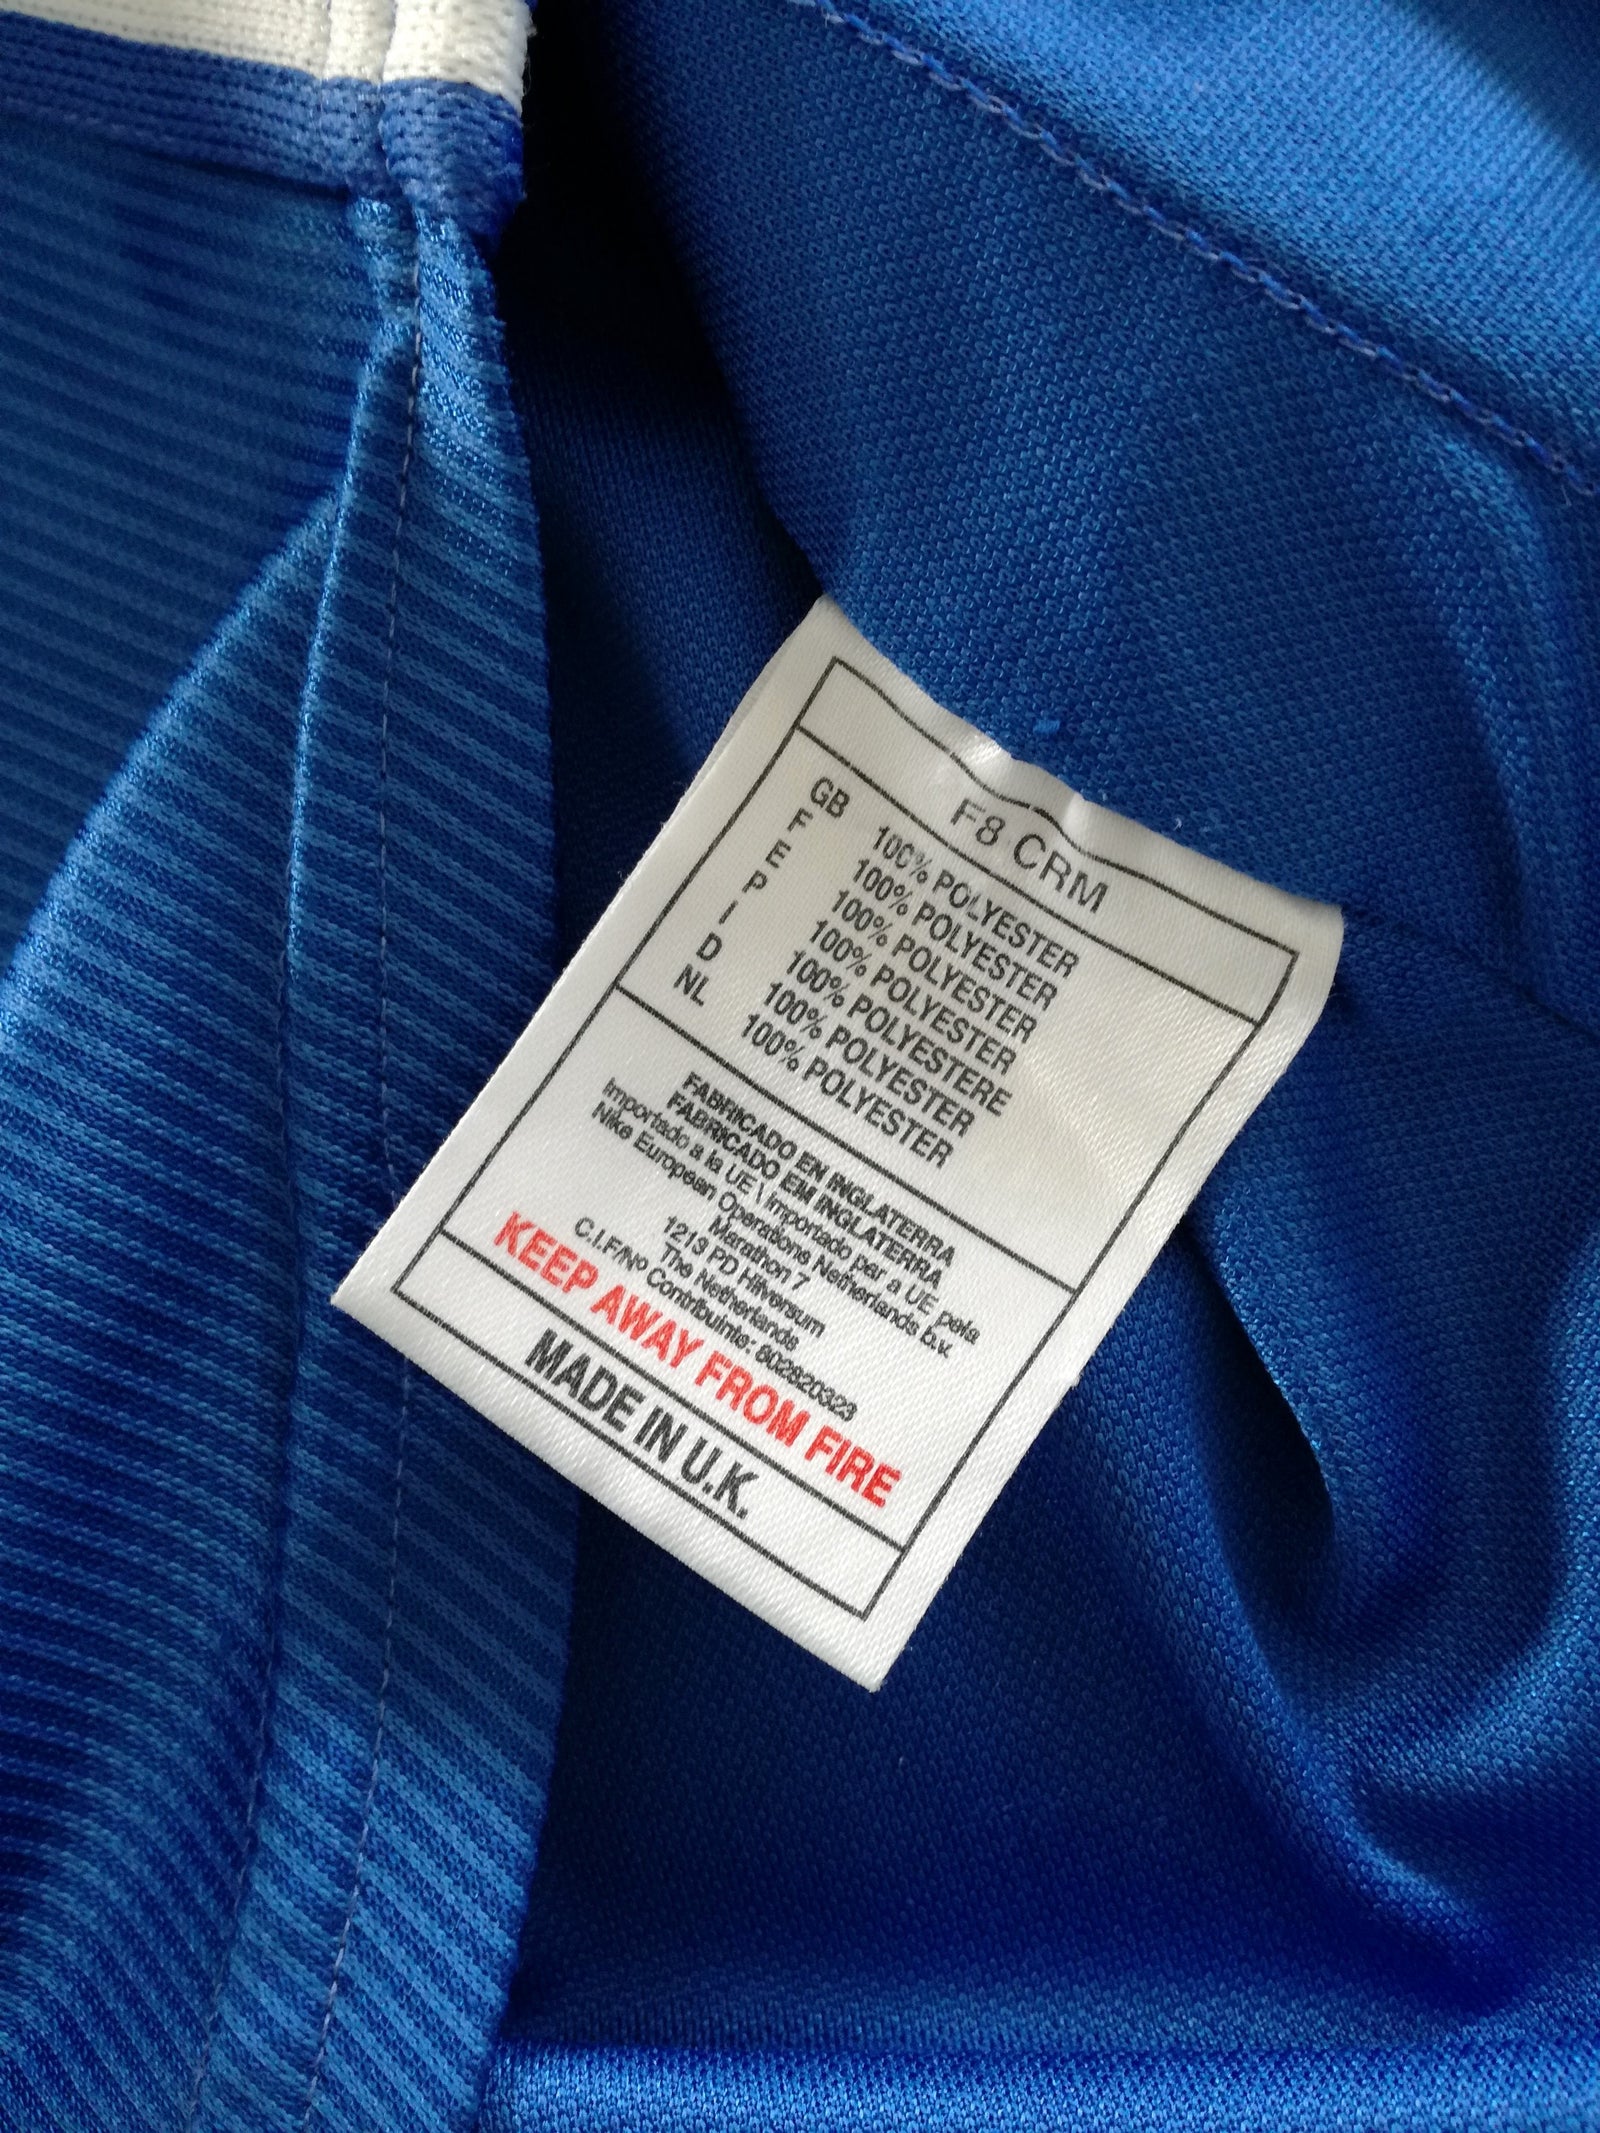 F8 CRM
GB 100% POLYESTER
F 100% POLYESTER
E 100% POLYESTER
P 100% POLYESTER
I 100% POLYESTERE
D 100% POLYESTER
NL 100% POLYESTER
FABRICADO EN INGLATERRA
FABRICADO EM INGLATERRA
Importado a la UE \ Importado per a UE pela
Nike European Operations Netherlands b.v.
Marathon 7
1213 PD Hilversum
The Netherlands
C.I.F/Nº Contribuinte: 802820323
KEEP AWAY FROM FIRE
MADE IN U.K.